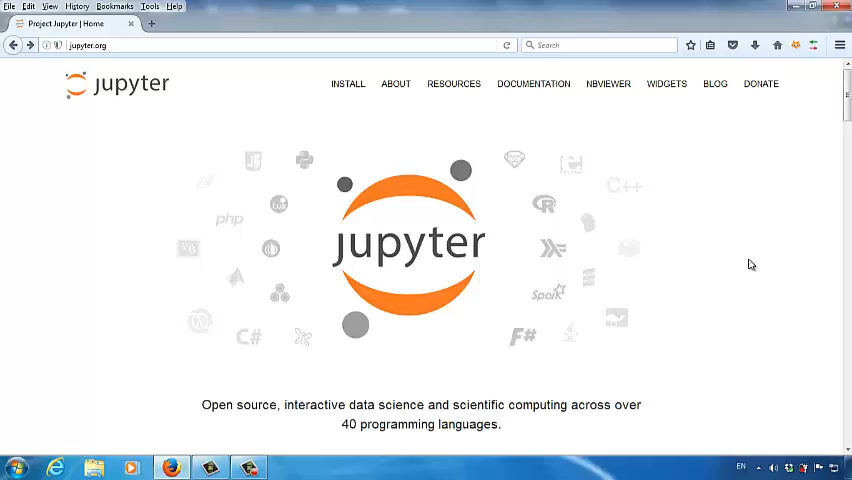 File Edit View History Bookmarks Tools Help
Project Jupyter | Home
jupyter.org
Search
jupyter
INSTALL ABOUT RESOURCES DOCUMENTATION NBVIEWER WIDGETS BLOG DONATE
JS
C++
Lua
R
php
jupyter
Spark
C#
F#
Open source, interactive data science and scientific computing across over
40 programming languages.
EN